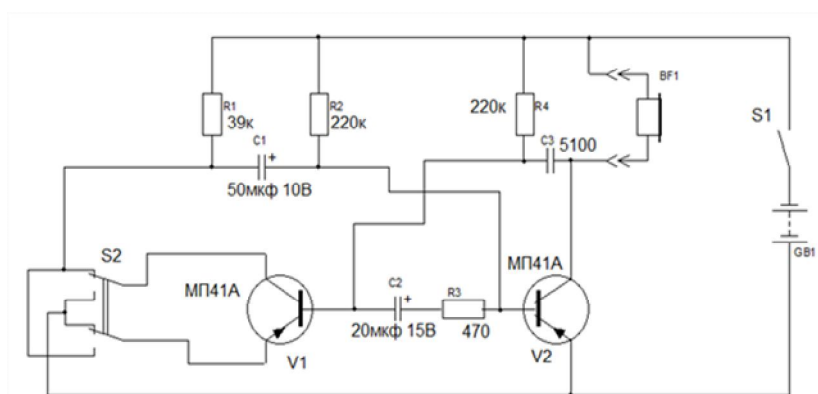 R1
39к
R2
220к
220к
R4
BF1
C1
+
50мкф 10В
C3
5100
S1
GB1
S2
МП41А
V1
C2
+
20мкф 15В
R3
470
МП41А
V2